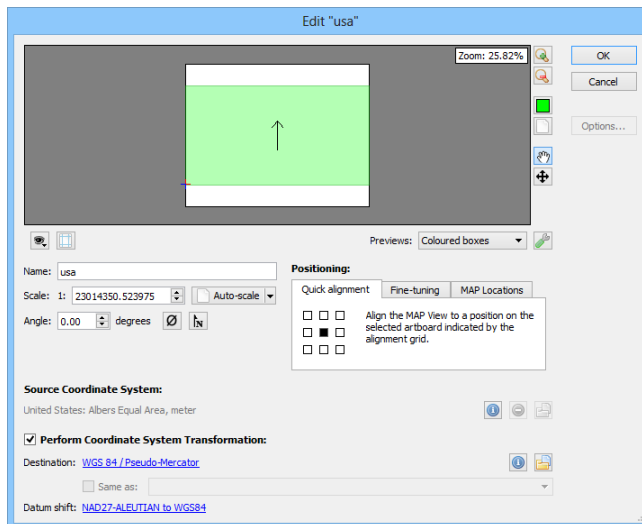 Edit "usa"
Zoom: 25.82%
OK
Cancel
Options...
Previews: Coloured boxes
Name: usa
Scale: 1: 23014350.523975 Auto-scale
Angle: 0.00 degrees N
Positioning:
Quick alignment Fine-tuning MAP Locations
Align the MAP View to a position on the
selected artboard indicated by the
alignment grid.
Source Coordinate System:
United States: Albers Equal Area, meter
Perform Coordinate System Transformation:
Destination: WGS 84 / Pseudo-Mercator
Same as:
Datum shift: NAD27-ALEUTIAN to WGS84